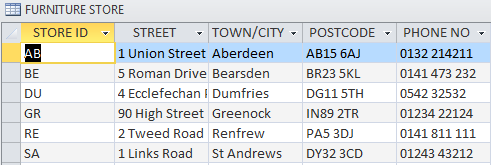 FURNITURE STORE
STORE ID STREET TOWN/CITY POSTCODE PHONE NO
AB 1 Union Street Aberdeen AB15 6AJ 0132 214211
BE 5 Roman Drive Bearsden BR23 5KL 0141 473 232
DU 4 Ecclefechan Dumfries DG11 5TH 0542 32532
GR 90 High Street Greenock IN89 2TR 01234 22124
RE 2 Tweed Road Renfrew PA5 3DJ 0141 811 111
SA 1 Links Road St Andrews DY32 3CD 01243 43212